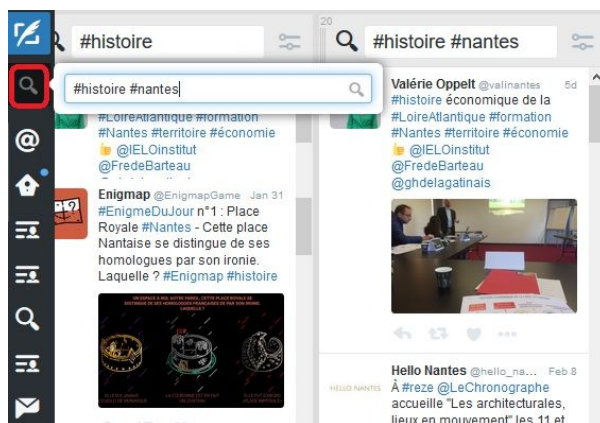 #histoire
#histoire #nantes
#LoireAtlantique #formation
#Nantes #territoire #économie
@IELOinstitut
@FredeBarteau
Enigmap @EnigmapGame Jan 31
#EnigmeDuJour n°1 : Place
Royale #Nantes - Cette place
Nantaise se distingue de ses
homologues par son ironie.
Laquelle ? #Enigmap #histoire
20
#histoire #nantes
Valérie Oppelt @valinantes 5d
#histoire économique de la
#LoireAtlantique #formation
#Nantes #territoire #économie
@IELOinstitut
@FredeBarteau
@ghdelagatinais
Hello Nantes @hello_na... Feb 8
HELLO NANTES
À #reze @LeChronographe
accueille "Les architecturales,
lieux en mouvement" les 11 et